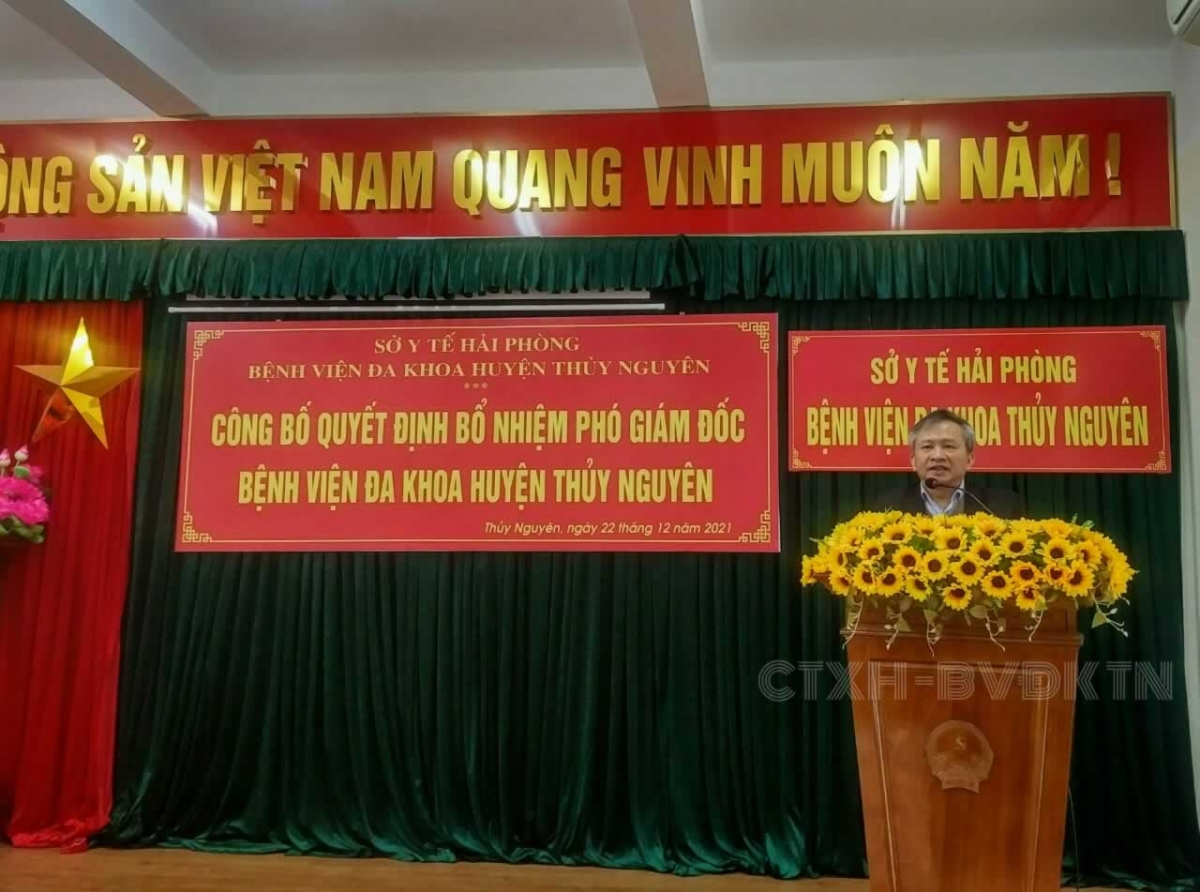 ỘNG SẢN VIỆT NAM QUANG VINH MUÔN NĂM !
SỞ Y TẾ HẢI PHÒNG
BỆNH VIỆN ĐA KHOA HUYỆN THỦY NGUYÊN
CÔNG BỐ QUYẾT ĐỊNH BỔ NHIỆM PHÓ GIÁM ĐỐC
BỆNH VIỆN ĐA KHOA HUYỆN THỦY NGUYÊN
Thủy Nguyên, ngày 22 tháng 12 năm 2021
SỞ Y TẾ HẢI PHÒNG
BỆNH VIỆN ĐA KHOA THỦY NGUYÊN
CTXH-BVĐKTN